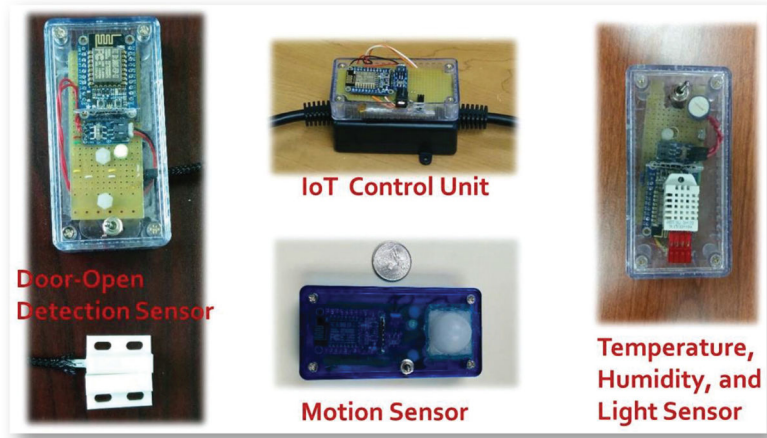 Door-Open
Detection Sensor
IoT Control Unit
Motion Sensor
Temperature,
Humidity, and
Light Sensor